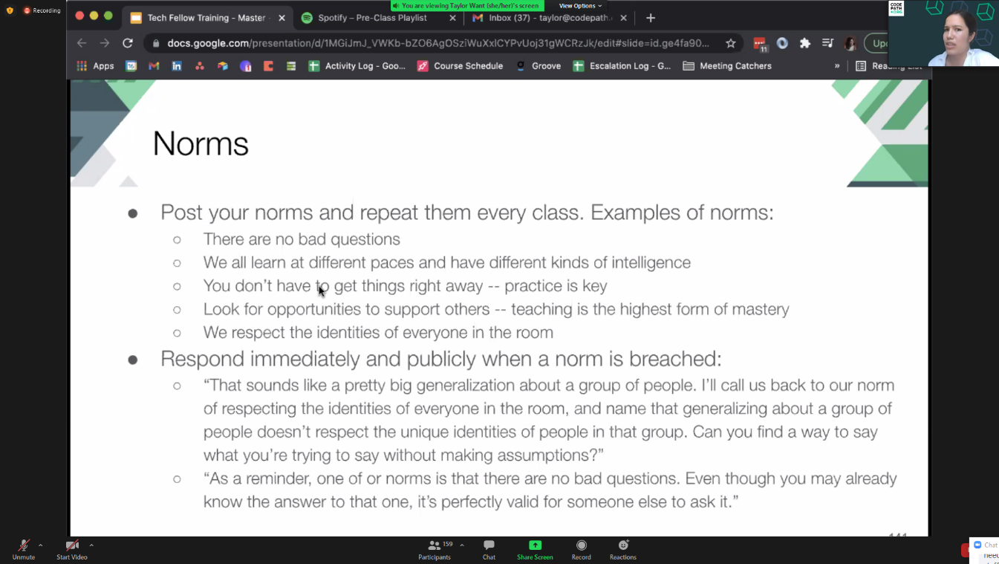 Recording
Tech Fellow Training - Master -
Spotify – Pre-Class Playlist
You are viewing Taylor Want (she/her)'s screen
View Options
Inbox (37) - taylor@codepath.
CODE
PATH
*ORG
docs.google.com/presentation/d/1MGiJmJ_VWKb-bZO6AgOSziWuXxlCYPvUoj31gWCRzJk/edit#slide=id.ge4fa90...
11
Apps
Activity Log - Goo...
Course Schedule
Groove
Escalation Log - G...
Meeting Catchers
»
Reading List
Norms
● Post your norms and repeat them every class. Examples of norms:
○ There are no bad questions
○ We all learn at different paces and have different kinds of intelligence
○ You don't have to get things right away -- practice is key
○ Look for opportunities to support others -- teaching is the highest form of mastery
○ We respect the identities of everyone in the room
● Respond immediately and publicly when a norm is breached:
○ “That sounds like a pretty big generalization about a group of people. I'll call us back to our norm
of respecting the identities of everyone in the room, and name that generalizing about a group of
people doesn't respect the unique identities of people in that group. Can you find a way to say
what you're trying to say without making assumptions?”
○ “As a reminder, one of or norms is that there are no bad questions. Even though you may already
know the answer to that one, it's perfectly valid for someone else to ask it.”
Unmute
Start Video
159
Participants
Chat
Share Screen
Record
Reactions
Chat